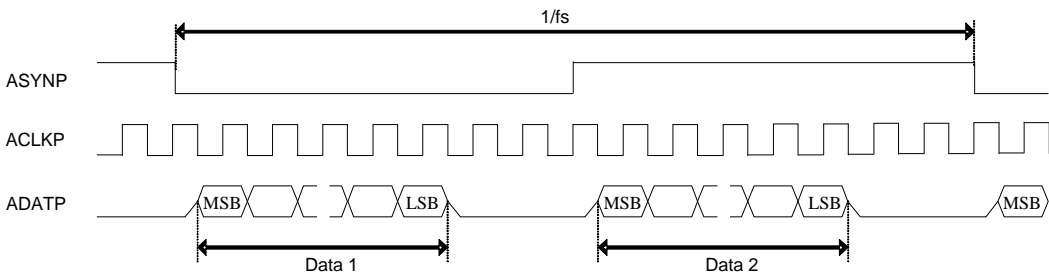 1/fs
ASYNP
ACLKP
ADATP
MSB
LSB
MSB
LSB
MSB
Data 1
Data 2